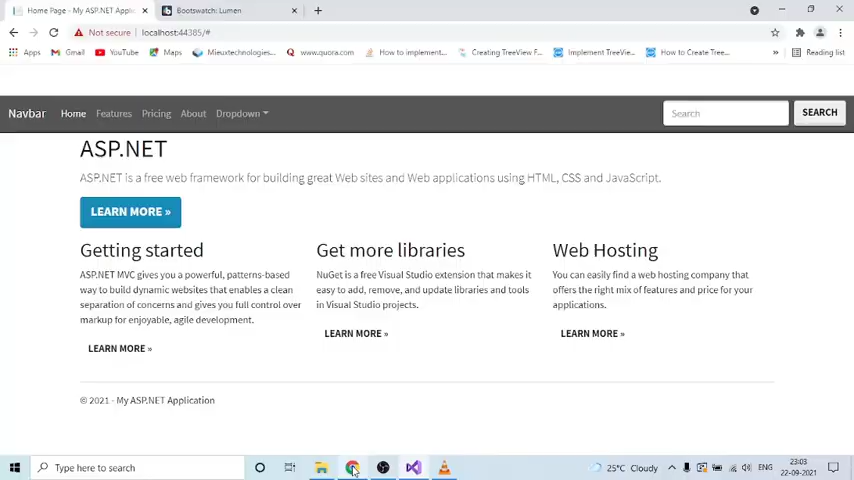 Home Page - My ASP.NET Applic
Bootswatch: Lumen
Not secure localhost:44385/#
Apps Gmail YouTube Maps Mieuxtechnologies... www.quora.com How to implement... Creating TreeView F... Implement TreeVie... How to Create Tree... » Reading list
Navbar Home Features Pricing About Dropdown Search SEARCH
ASP.NET
ASP.NET is a free web framework for building great Web sites and Web applications using HTML, CSS and JavaScript.
LEARN MORE »
Getting started
ASP.NET MVC gives you a powerful, patterns-based
way to build dynamic websites that enables a clean
separation of concerns and gives you full control over
markup for enjoyable, agile development.
LEARN MORE »
Get more libraries
NuGet is a free Visual Studio extension that makes it
easy to add, remove, and update libraries and tools
in Visual Studio projects.
LEARN MORE »
Web Hosting
You can easily find a web hosting company that
offers the right mix of features and price for your
applications.
LEARN MORE »
© 2021 - My ASP.NET Application
Type here to search
25°C Cloudy
ENG
23:03
22-09-2021